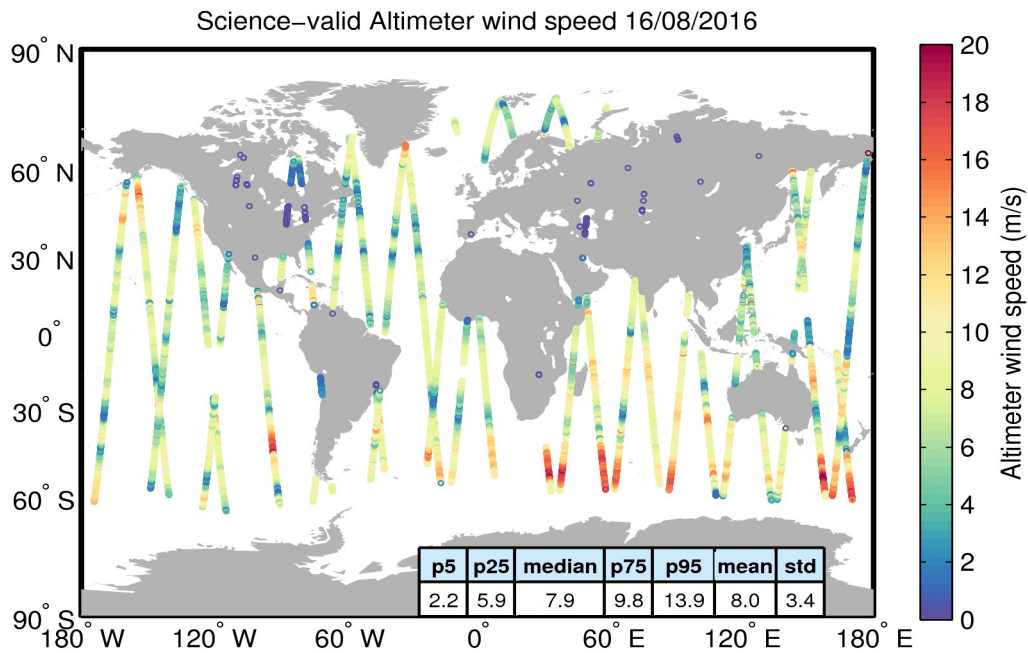 Science−valid Altimeter wind speed 16/08/2016
90° N
60° N
30° N
0°
30° S
60° S
90° S
180° W
120° W
60° W
0°
60° E
120° E
180° E
p5 p25 median p75 p95 mean std
2.2 5.9 7.9 9.8 13.9 8.0 3.4
20
18
16
14
12
10
8
6
4
2
0
Altimeter wind speed (m/s)